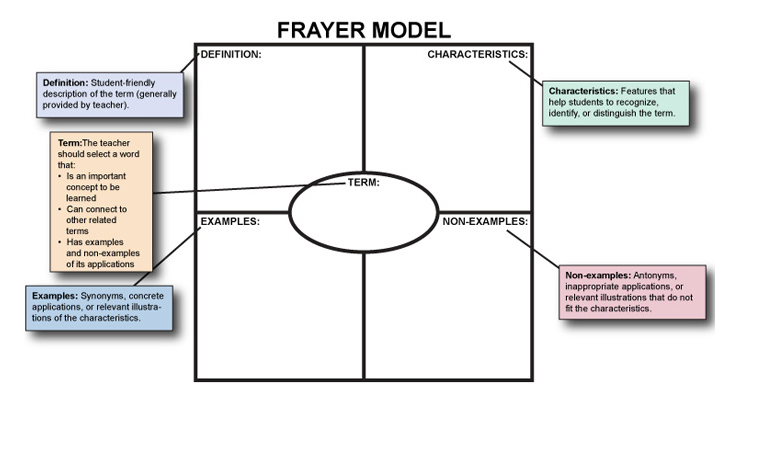 FRAYER MODEL
DEFINITION:
CHARACTERISTICS:
Definition: Student-friendly
description of the term (generally
provided by teacher).
Characteristics: Features that
help students to recognize,
identify, or distinguish the term.
Term:The teacher
should select a word
that:
• Is an important
concept to be
learned
• Can connect to
other related
terms
• Has examples
and non-examples
of its applications
TERM:
EXAMPLES:
NON-EXAMPLES:
Examples: Synonyms, concrete
applications, or relevant illustra-
tions of the characteristics.
Non-examples: Antonyms,
inappropriate applications, or
relevant illustrations that do not
fit the characteristics.